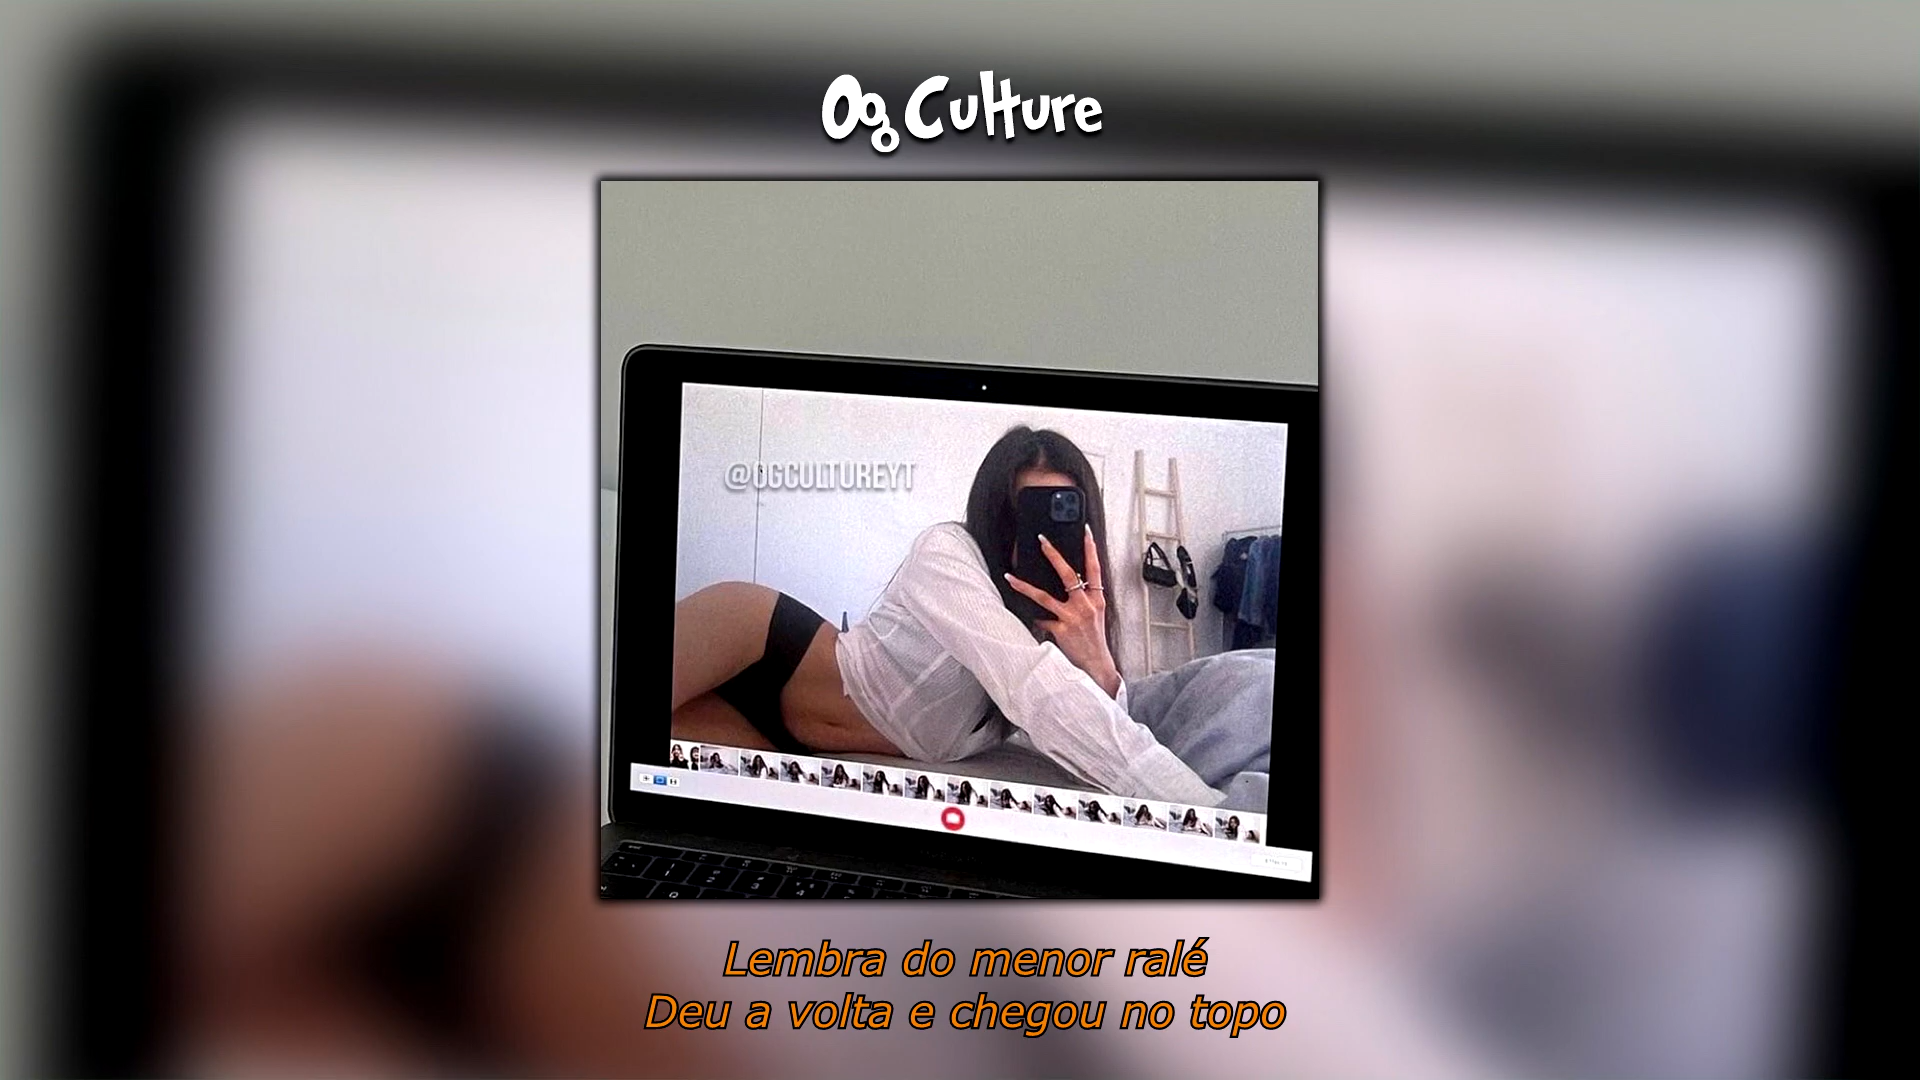 Og Culture
@OGCULTUREYT
Lembra do menor ralé
Deu a volta e chegou no topo